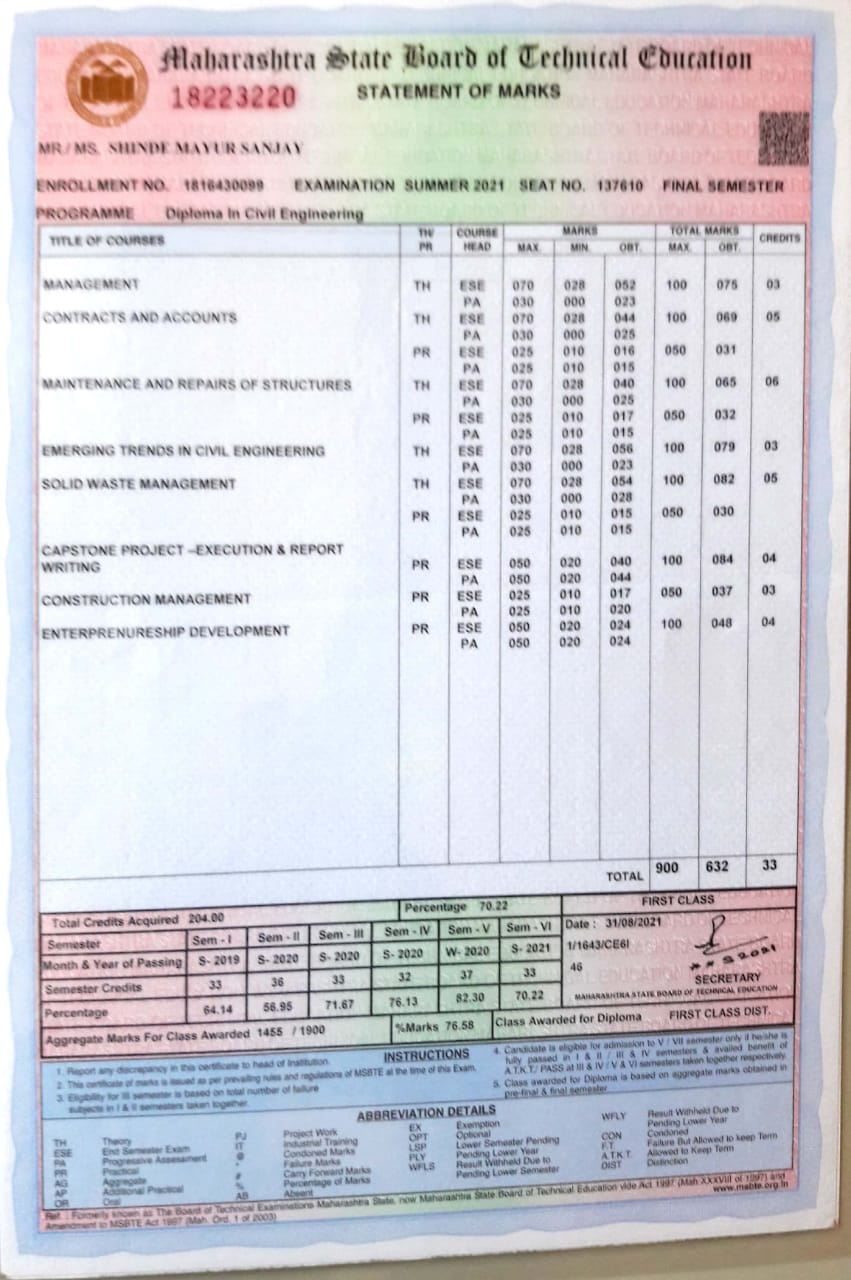 Maharashtra State Board of Technical Education
18223220 STATEMENT OF MARKS
MR/MS. SHINDE MAYUR SANJAY
ENROLLMENT NO. 1816430099 EXAMINATION SUMMER 2021 SEAT NO. 137610 FINAL SEMESTER
PROGRAMME Diploma In Civil Engineering
TITLE OF COURSES TH/ PR COURSE HEAD MARKS MAX. MIN. OBT. TOTAL MARKS MAX. OBT. CREDITS
MANAGEMENT TH ESE 070 028 052 100 075 03
PA 030 000 023
CONTRACTS AND ACCOUNTS TH ESE 070 028 044 100 069 05
PA 030 000 025
PR ESE 025 010 016 050 031
PA 025 010 015
MAINTENANCE AND REPAIRS OF STRUCTURES TH ESE 070 028 040 100 065 06
PA 030 000 025
PR ESE 025 010 017 050 032
PA 025 010 015
EMERGING TRENDS IN CIVIL ENGINEERING TH ESE 070 028 056 100 079 03
PA 030 000 023
SOLID WASTE MANAGEMENT TH ESE 070 028 054 100 082 05
PA 030 000 028
PR ESE 025 010 015 050 030
PA 025 010 015
CAPSTONE PROJECT –EXECUTION & REPORT
WRITING PR ESE 050 020 040 100 084 04
PA 050 020 044
CONSTRUCTION MANAGEMENT PR ESE 025 010 017 050 037 03
PA 025 010 020
ENTERPRENURESHIP DEVELOPMENT PR ESE 050 020 024 100 048 04
PA 050 020 024
TOTAL 900 632 33
Total Credits Acquired 204.00 Percentage 70.22 FIRST CLASS
Semester Sem - I Sem - II Sem - III Sem - IV Sem - V Sem - VI
Month & Year of Passing S- 2019 S- 2020 S- 2020 S- 2020 W- 2020 S- 2021
Semester Credits 33 36 33 32 37 33
Percentage 64.14 56.95 71.67 76.13 82.30 70.22
Date : 31/08/2021
1/1643/CE6I
46
SECRETARY
MAHARASHTRA STATE BOARD OF TECHNICAL EDUCATION
Aggregate Marks For Class Awarded 1455 / 1900 %Marks 76.58 Class Awarded for Diploma FIRST CLASS DIST.
INSTRUCTIONS
1. Report any discrepancy in this certificate to head of Institution.
2. This certificate of marks is issued as per prevailing rules and regulations of MSBTE at the time of this Exam.
3. Eligibility for III semester is based on total number of failure
subjects in I & II semesters taken together.
4. Candidate is eligible for admission to V / VII semester only if he/she is
fully passed in I & II / III & IV semesters & availed benefit of
A.T.K.T./ PASS at III & IV / V & VI semesters taken together respectively.
5. Class awarded for Diploma is based on aggregate marks obtained in
pre-final & final semester.
ABBREVIATION DETAILS
TH Theory
ESE End Semester Exam
PA Progressive Assessment
PR Practical
AG Aggregate
AP Additional Practical
OR Oral
PJ Project Work
IT Industrial Training
@ Condoned Marks
* Failure Marks
# Carry Forward Marks
% Percentage of Marks
AB Absent
EX Exemption
OPT Optional
LSP Lower Semester Pending
PLY Pending Lower Year
WFLS Result Withheld Due to
Pending Lower Semester
WFLY Result Withheld Due to
Pending Lower Year
CON Condoned
F.T. Failure But Allowed to keep Term
A.T.K.T. Allowed to Keep Term
DIST Distinction
Ref. : Formerly known as The Board of Technical Examinations Maharashtra State, now Maharashtra State Board of Technical Education vide Act 1997 (Mah XXXVIII of 1997) and
Amendment to MSBTE Act 1997 (Mah. Ord. 1 of 2003) www.msbte.org.in